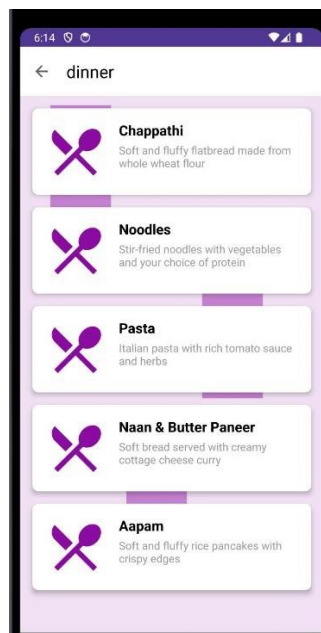 6:14
dinner
Chappathi
Soft and fluffy flatbread made from
whole wheat flour
Noodles
Stir-fried noodles with vegetables
and your choice of protein
Pasta
Italian pasta with rich tomato sauce
and herbs
Naan & Butter Paneer
Soft bread served with creamy
cottage cheese curry
Aapam
Soft and fluffy rice pancakes with
crispy edges